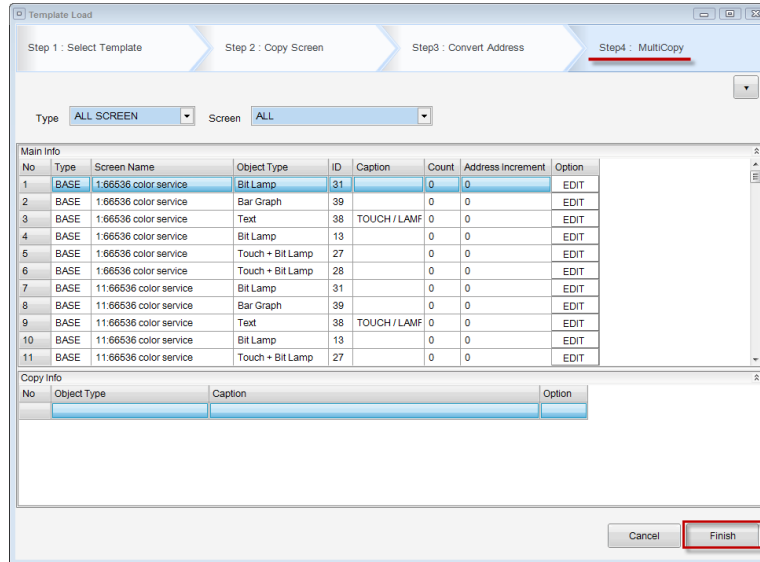 Template Load
Step 1 : Select Template Step 2 : Copy Screen Step3 : Convert Address Step4 : MultiCopy
Type ALL SCREEN Screen ALL
Main Info
No Type Screen Name Object Type ID Caption Count Address Increment Option
1 BASE 1:66536 color service Bit Lamp 31 0 0 EDIT
2 BASE 1:66536 color service Bar Graph 39 0 0 EDIT
3 BASE 1:66536 color service Text 38 TOUCH / LAMF 0 0 EDIT
4 BASE 1:66536 color service Bit Lamp 13 0 0 EDIT
5 BASE 1:66536 color service Touch + Bit Lamp 27 0 0 EDIT
6 BASE 1:66536 color service Touch + Bit Lamp 28 0 0 EDIT
7 BASE 11:66536 color service Bit Lamp 31 0 0 EDIT
8 BASE 11:66536 color service Bar Graph 39 0 0 EDIT
9 BASE 11:66536 color service Text 38 TOUCH / LAMF 0 0 EDIT
10 BASE 11:66536 color service Bit Lamp 13 0 0 EDIT
11 BASE 11:66536 color service Touch + Bit Lamp 27 0 0 EDIT
Copy Info
No Object Type Caption Option
Cancel Finish